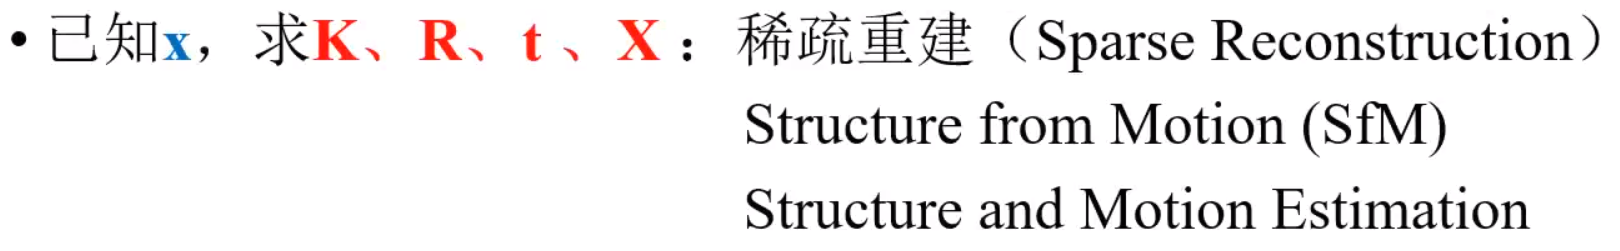 • 已知x，求K、R、t 、X：稀疏重建（Sparse Reconstruction）
Structure from Motion (SfM)
Structure and Motion Estimation